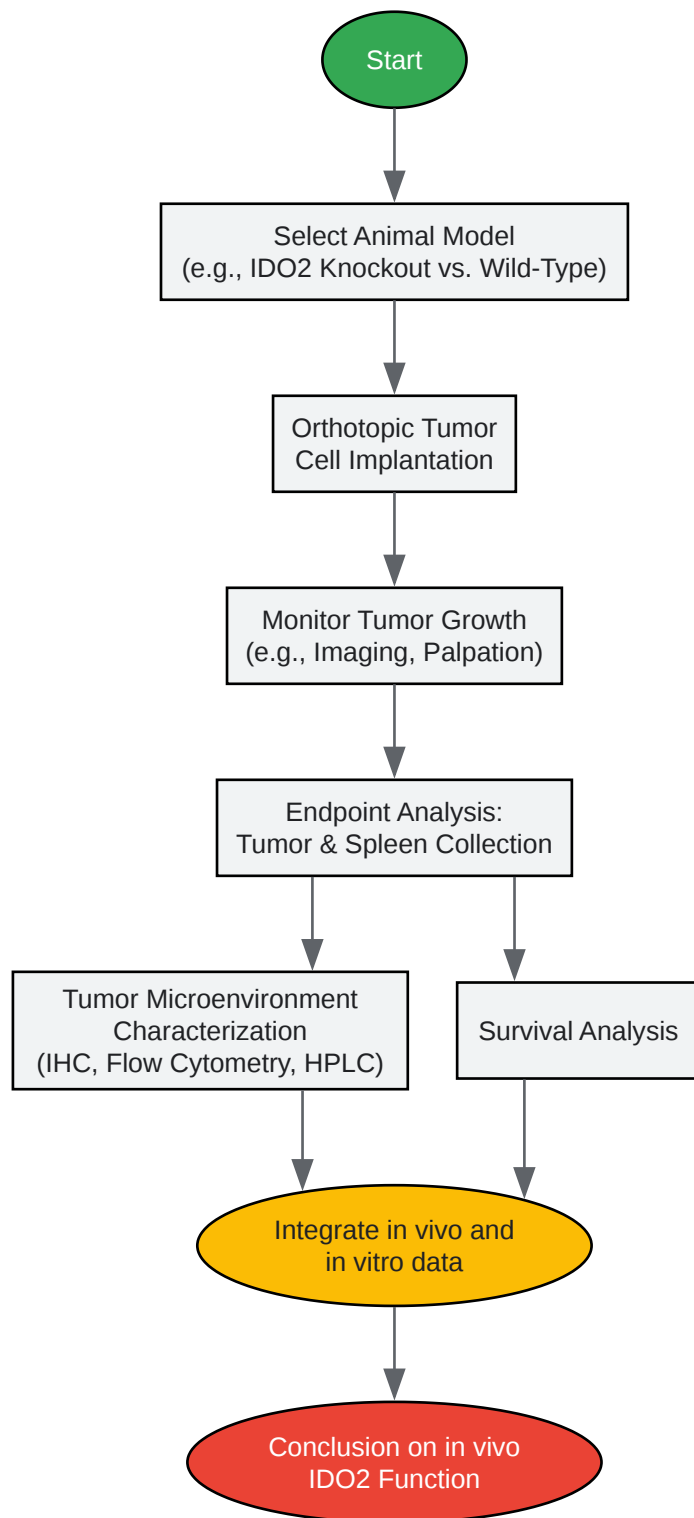 Start
Select Animal Model
(e.g., IDO2 Knockout vs. Wild-Type)
Orthotopic Tumor
Cell Implantation
Monitor Tumor Growth
(e.g., Imaging, Palpation)
Endpoint Analysis:
Tumor & Spleen Collection
Tumor Microenvironment
Characterization
(IHC, Flow Cytometry, HPLC)
Survival Analysis
Integrate in vivo and
in vitro data
Conclusion on in vivo
IDO2 Function